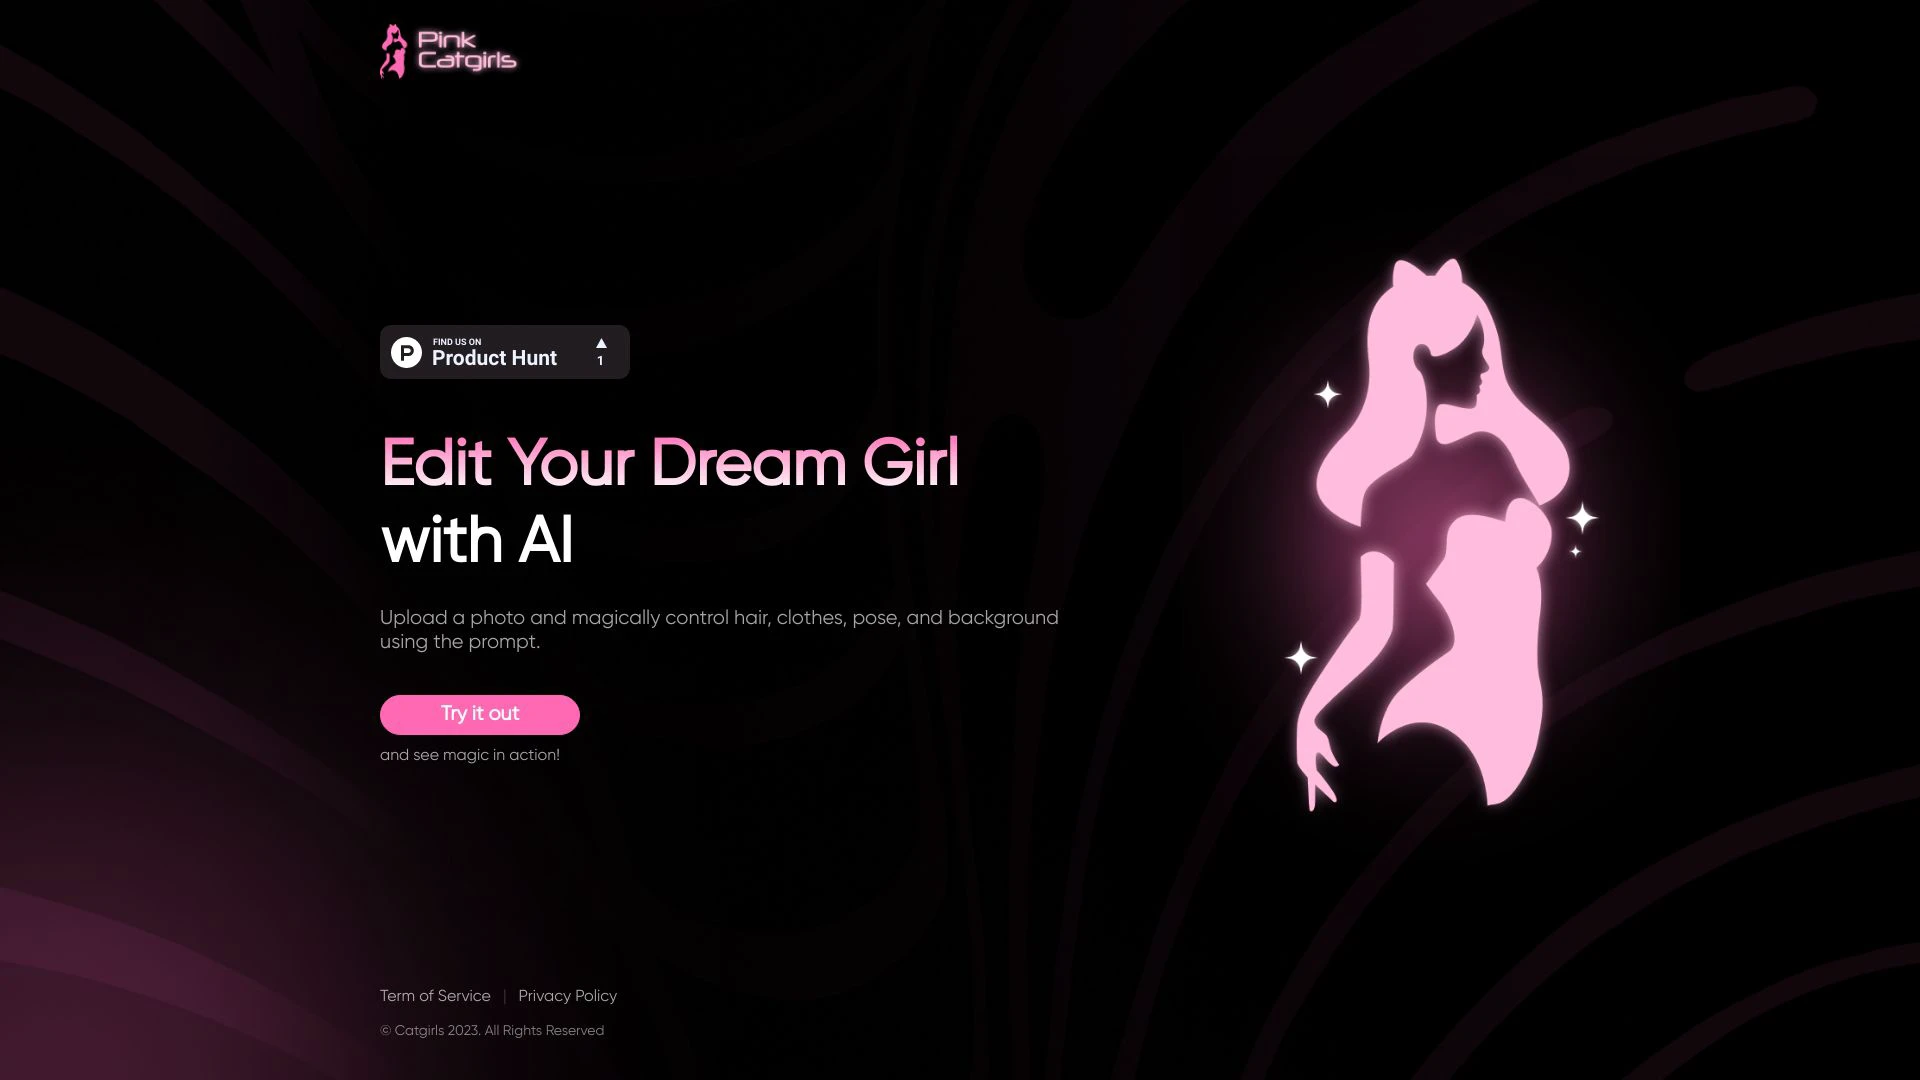 Pink
Catgirls
FIND US ON
Product Hunt
1
Edit Your Dream Girl
with AI
Upload a photo and magically control hair, clothes, pose, and background
using the prompt.
Try it out
and see magic in action!
Term of Service | Privacy Policy
© Catgirls 2023. All Rights Reserved